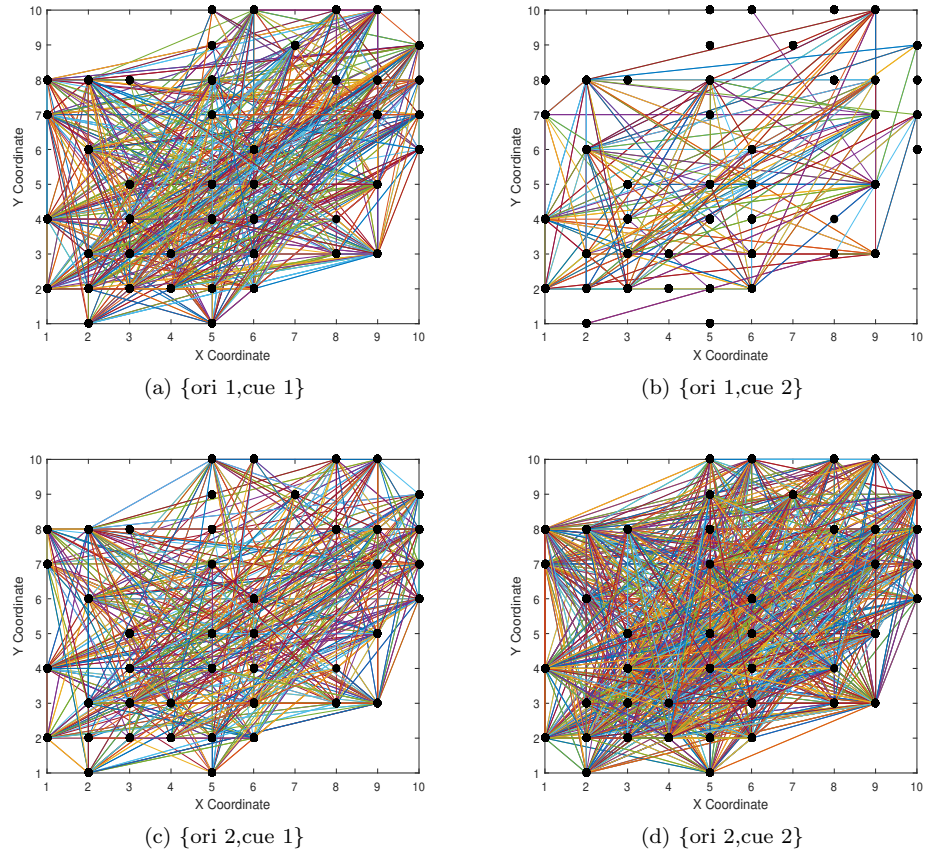 10
9
8
7
6
5
4
3
2
1
Y Coordinate
1 2 3 4 5 6 7 8 9 10
X Coordinate
(a) {ori 1,cue 1}
10
9
8
7
6
5
4
3
2
1
Y Coordinate
1 2 3 4 5 6 7 8 9 10
X Coordinate
(b) {ori 1,cue 2}
10
9
8
7
6
5
4
3
2
1
Y Coordinate
1 2 3 4 5 6 7 8 9 10
X Coordinate
(c) {ori 2,cue 1}
10
9
8
7
6
5
4
3
2
1
Y Coordinate
1 2 3 4 5 6 7 8 9 10
X Coordinate
(d) {ori 2,cue 2}